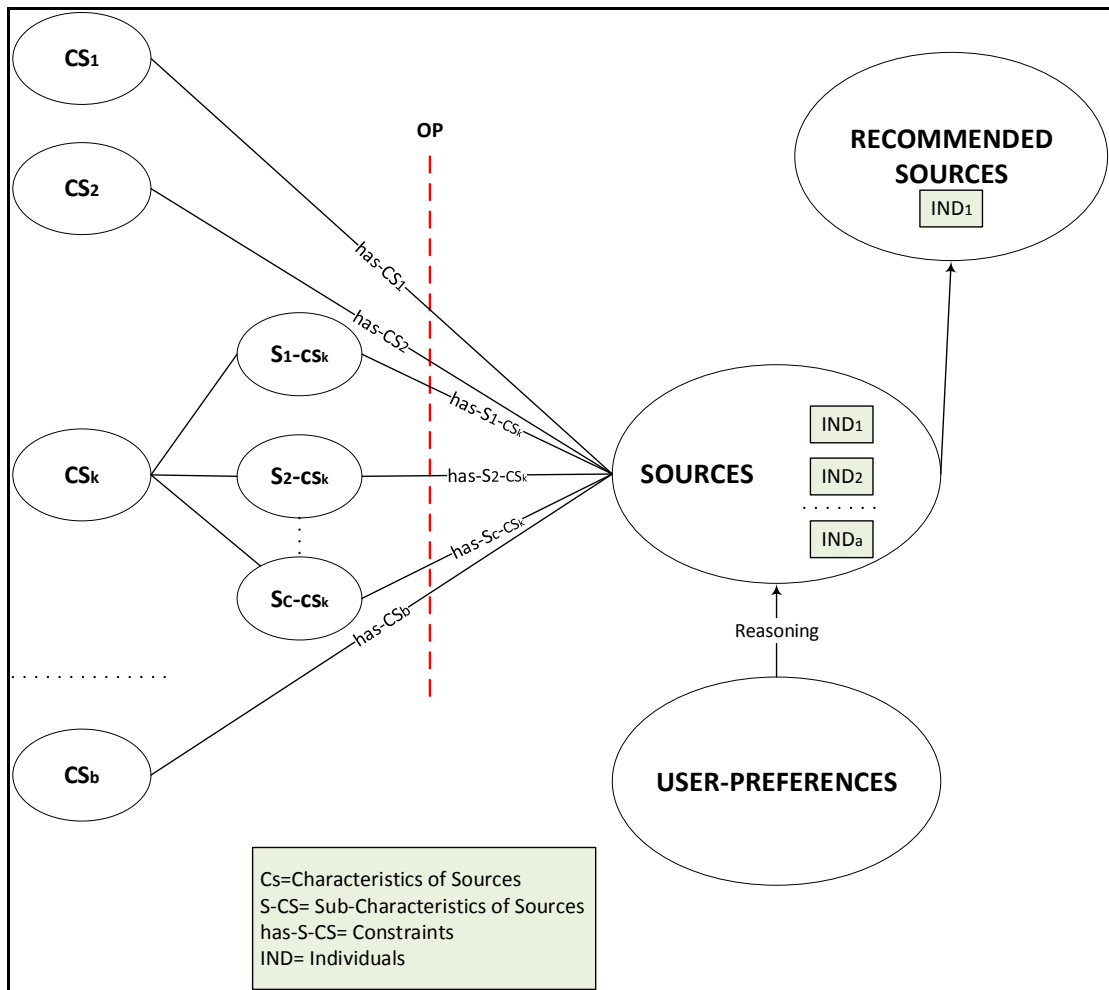 CS1
OP
RECOMMENDED
SOURCES
IND1
CS2
has-CS1
has-CS2
S1-CSk
has-S1-CSk
IND1
CSk
S2-CSk
has-S2-CSk
SOURCES
IND2
has-Sc-CSk
INDa
Sc-CSk
has-CSb
Reasoning
CSb
USER-PREFERENCES
Cs=Characteristics of Sources
S-CS= Sub-Characteristics of Sources
has-S-CS= Constraints
IND= Individuals